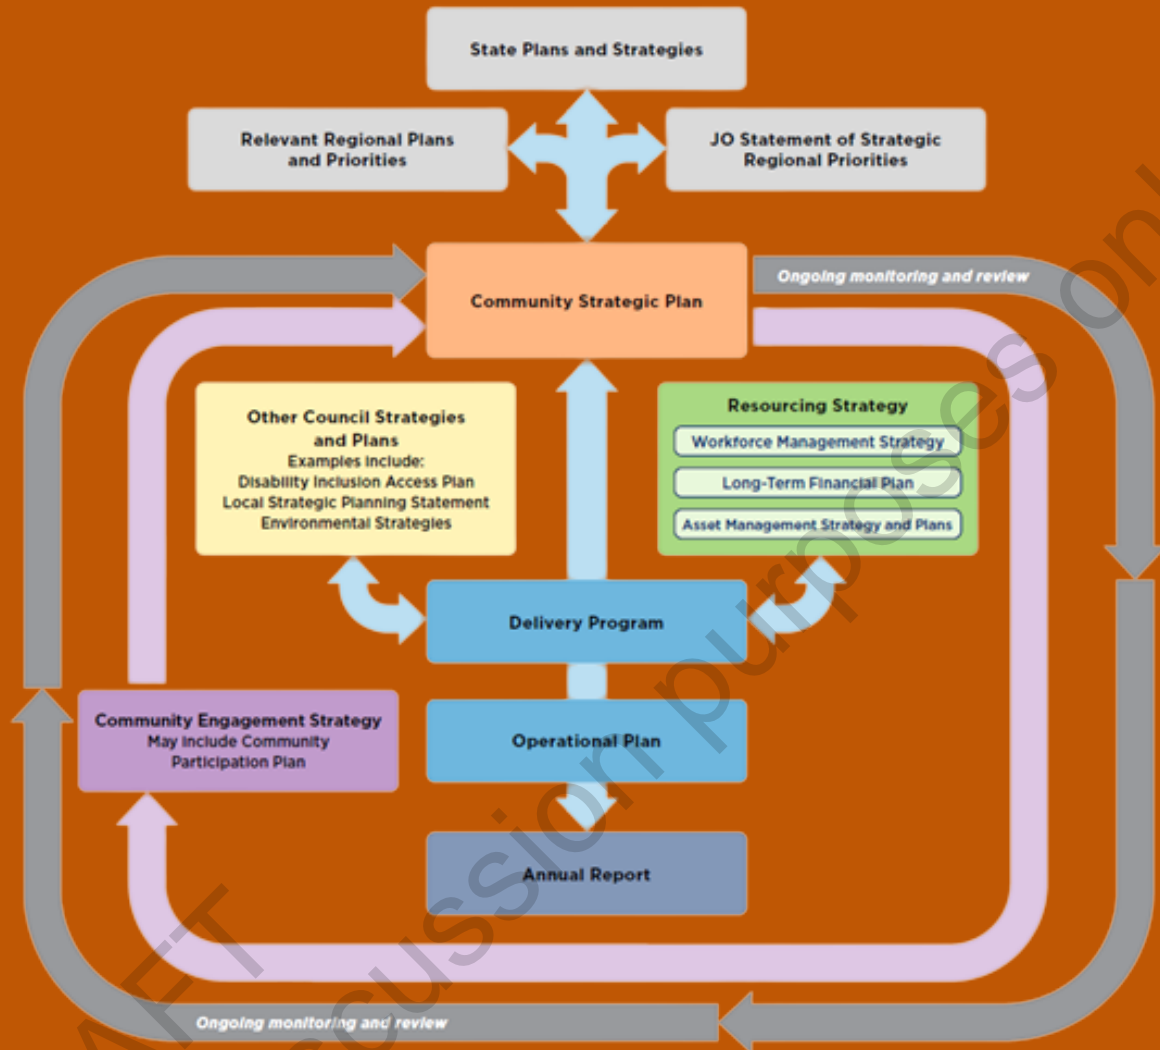 State Plans and Strategies
Relevant Regional Plans
and Priorities
JO Statement of Strategic
Regional Priorities
Community Strategic Plan
Ongoing monitoring and review
Other Council Strategies
and Plans
Examples include:
Disability Inclusion Access Plan
Local Strategic Planning Statement
Environmental Strategies
Resourcing Strategy
Workforce Management Strategy
Long-Term Financial Plan
Asset Management Strategy and Plans
Delivery Program
Community Engagement Strategy
May include Community
Participation Plan
Operational Plan
Annual Report
Ongoing monitoring and review
purposes